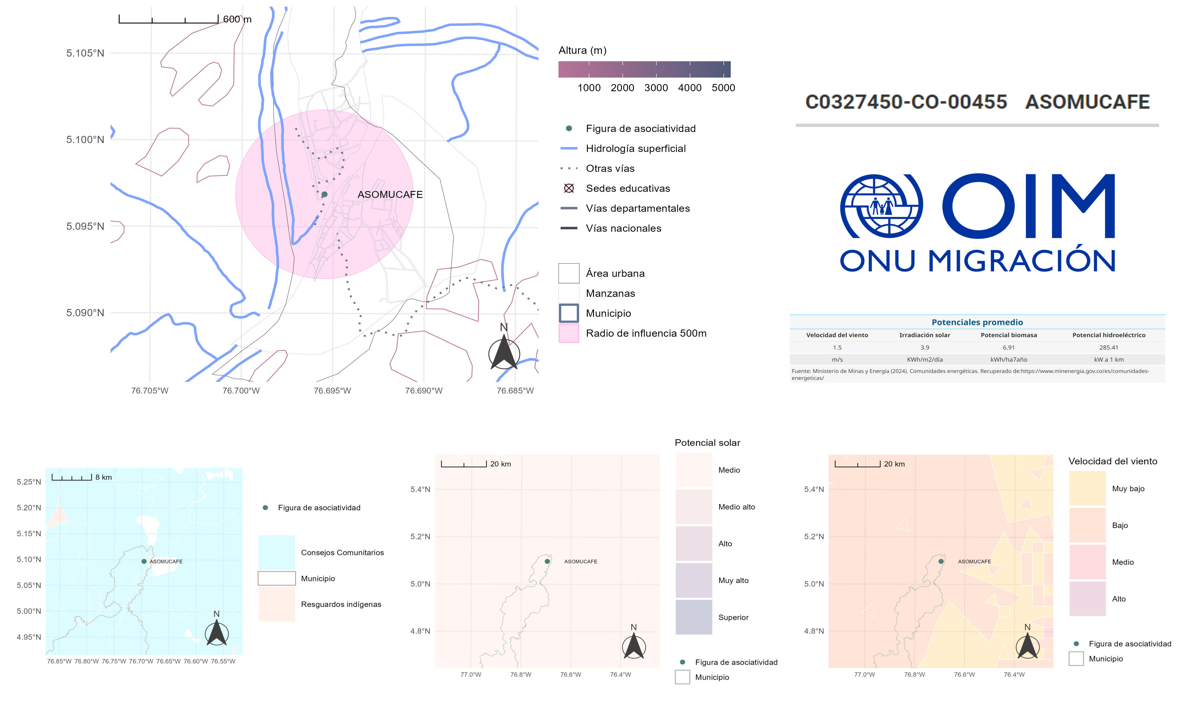 600 m
5.105°N
5.100°N
5.095°N
5.090°N
76.705°W
76.700°W
76.695°W
76.690°W
76.685°W
ASOMUCAFE
N
Altura (m)
1000
2000
3000
4000
5000
Figura de asociatividad
Hidrología superficial
Otras vías
Sedes educativas
Vías departamentales
Vías nacionales
Área urbana
Manzanas
Municipio
Radio de influencia 500m
C0327450-CO-00455 ASOMUCAFE
OIM
ONU MIGRACIÓN
Potenciales promedio
Velocidad del viento Irradiación solar Potencial biomasa Potencial hidroeléctrico
1.5 3.9 6.91 285.41
m/s KWh/m2/día kWh/ha7año kW a 1 km
Fuente: Ministerio de Minas y Energía (2024). Comunidades energéticas. Recuperado de:https://www.minenergia.gov.co/es/comunidades-
energeticas/
8 km
5.25°N
5.20°N
5.15°N
5.10°N
5.05°N
5.00°N
4.95°N
76.85°W 76.80°W 76.75°W 76.70°W 76.65°W 76.60°W 76.55°W
ASOMUCAFE
N
Figura de asociatividad
Consejos Comunitarios
Municipio
Resguardos indígenas
20 km
5.4°N
5.2°N
5.0°N
4.8°N
77.0°W
76.8°W
76.6°W
76.4°W
ASOMUCAFE
N
Potencial solar
Medio
Medio alto
Alto
Muy alto
Superior
Figura de asociatividad
Municipio
20 km
5.4°N
5.2°N
5.0°N
4.8°N
77.0°W
76.8°W
76.6°W
76.4°W
ASOMUCAFE
N
Velocidad del viento
Muy bajo
Bajo
Medio
Alto
Figura de asociatividad
Municipio